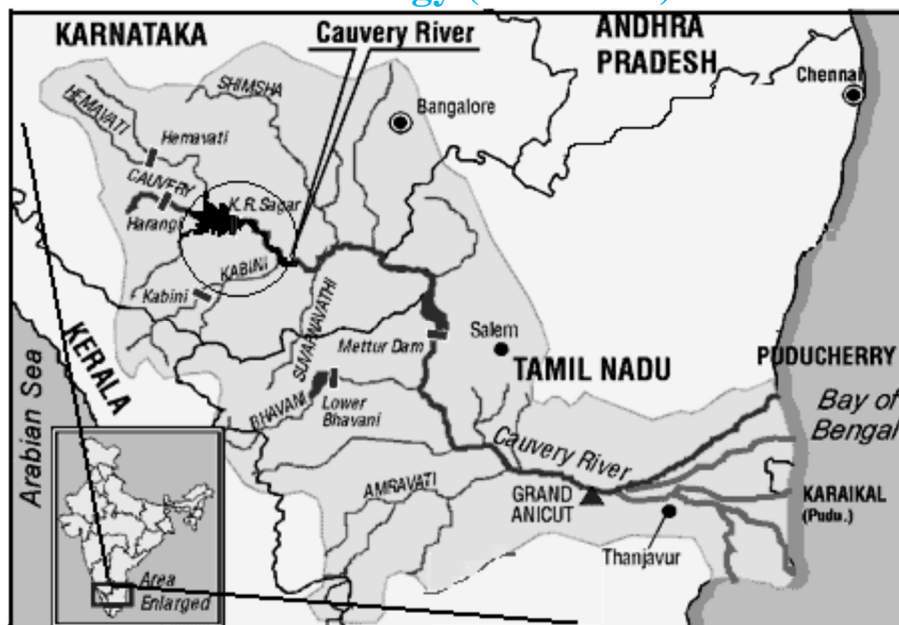 KARNATAKA
Cauvery River
ANDHRA
PRADESH
Chennai
SHIMSHA
HEMAVATI
Bangalore
Hemavati
CAUVERY
K.R.Sagar
Harangi
KABINI
Kabini
SUVARNAVATHI
Mettur Dam
Salem
KERALA
TAMIL NADU
PUDUCHERRY
Arabian Sea
BHAVANI
Lower
Bhavani
Bay of
Bengal
Cauvery River
AMRAVATI
GRAND
ANICUT
KARAIKAL
(Pudu.)
Thanjavur
Area
Enlarged